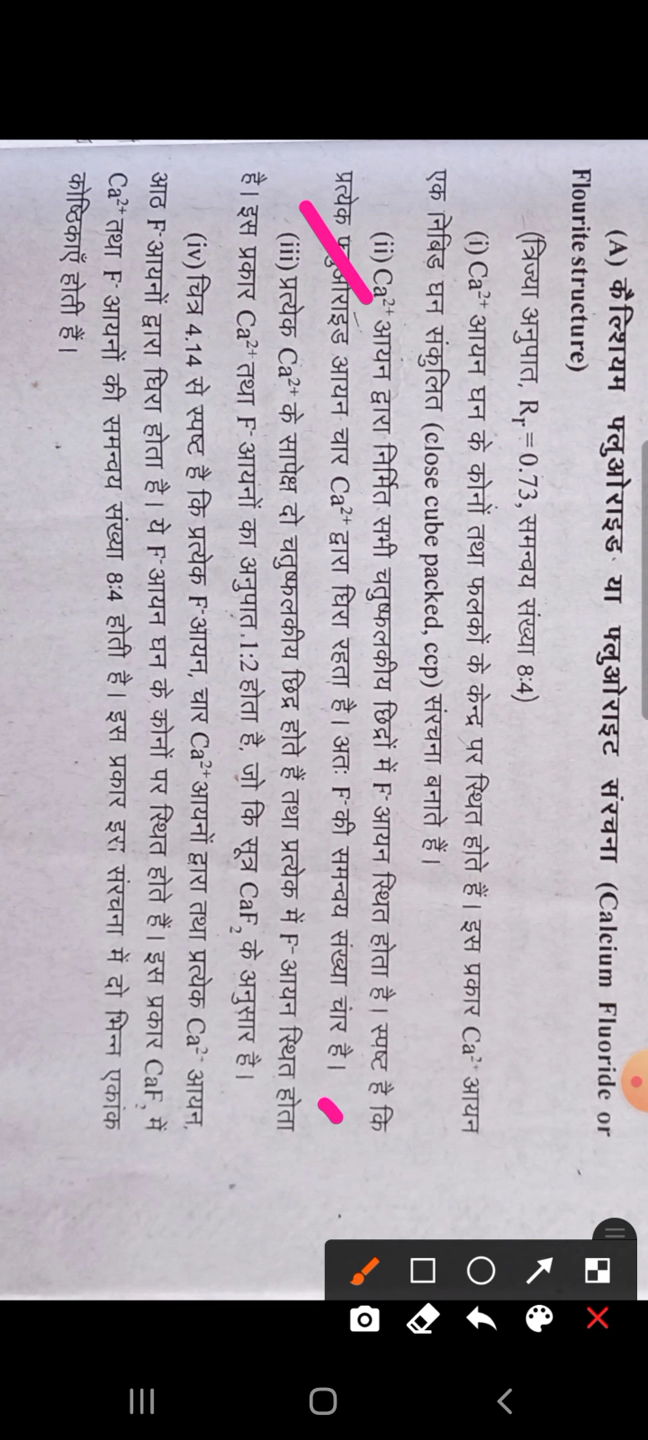 (A) कैल्शियम फ्लुओराइड या फ्लुओराइट संरचना (Calcium Fluoride or
Flourite structure)
(त्रिज्या अनुपात, Rr = 0.73, समन्वय संख्या 8:4)
(i) Ca²⁺ आयन घन के कोनों तथा फलकों के केन्द्र पर स्थित होते हैं। इस प्रकार Ca²⁺ आयन
एक निबिड घन संकुलित (close cube packed, ccp) संरचना बनाते हैं।
(ii) Ca²⁺ आयन द्वारा निर्मित सभी चतुष्फलकीय छिद्रों में F⁻ आयन स्थित होता है। स्पष्ट है कि
प्रत्येक फ्लुओराइड आयन चार Ca²⁺ द्वारा घिरा रहता है। अतः F⁻ की समन्वय संख्या चार है।
(iii) प्रत्येक Ca²⁺ के सापेक्ष दो चतुष्फलकीय छिद्र होते हैं तथा प्रत्येक में F⁻ आयन स्थित होता
है। इस प्रकार Ca²⁺ तथा F⁻ आयनों का अनुपात 1:2 होता है, जो कि सूत्र CaF₂ के अनुसार है।
(iv) चित्र 4.14 से स्पष्ट है कि प्रत्येक F⁻ आयन, चार Ca²⁺ आयनों द्वारा तथा प्रत्येक Ca²⁺ आयन,
आठ F⁻ आयनों द्वारा घिरा होता है। ये F⁻ आयन घन के कोनों पर स्थित होते हैं। इस प्रकार CaF₂ में
Ca²⁺ तथा F⁻ आयनों की समन्वय संख्या 8:4 होती है। इस प्रकार इस संरचना में दो भिन्न एकांक
कोष्ठिकाएँ होती हैं।